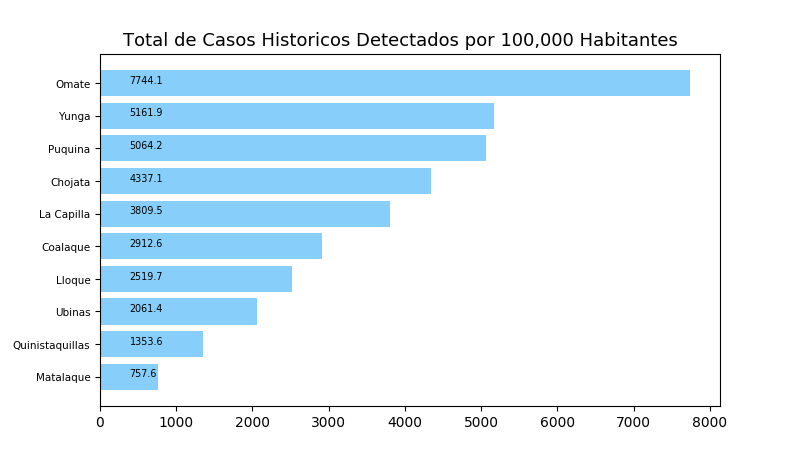 Total de Casos Historicos Detectados por 100,000 Habitantes
Omate 7744.1
Yunga 5161.9
Puquina 5064.2
Chojata 4337.1
La Capilla 3809.5
Coalaque 2912.6
Lloque 2519.7
Ubinas 2061.4
Quinistaquillas 1353.6
Matalaque 757.6
0 1000 2000 3000 4000 5000 6000 7000 8000